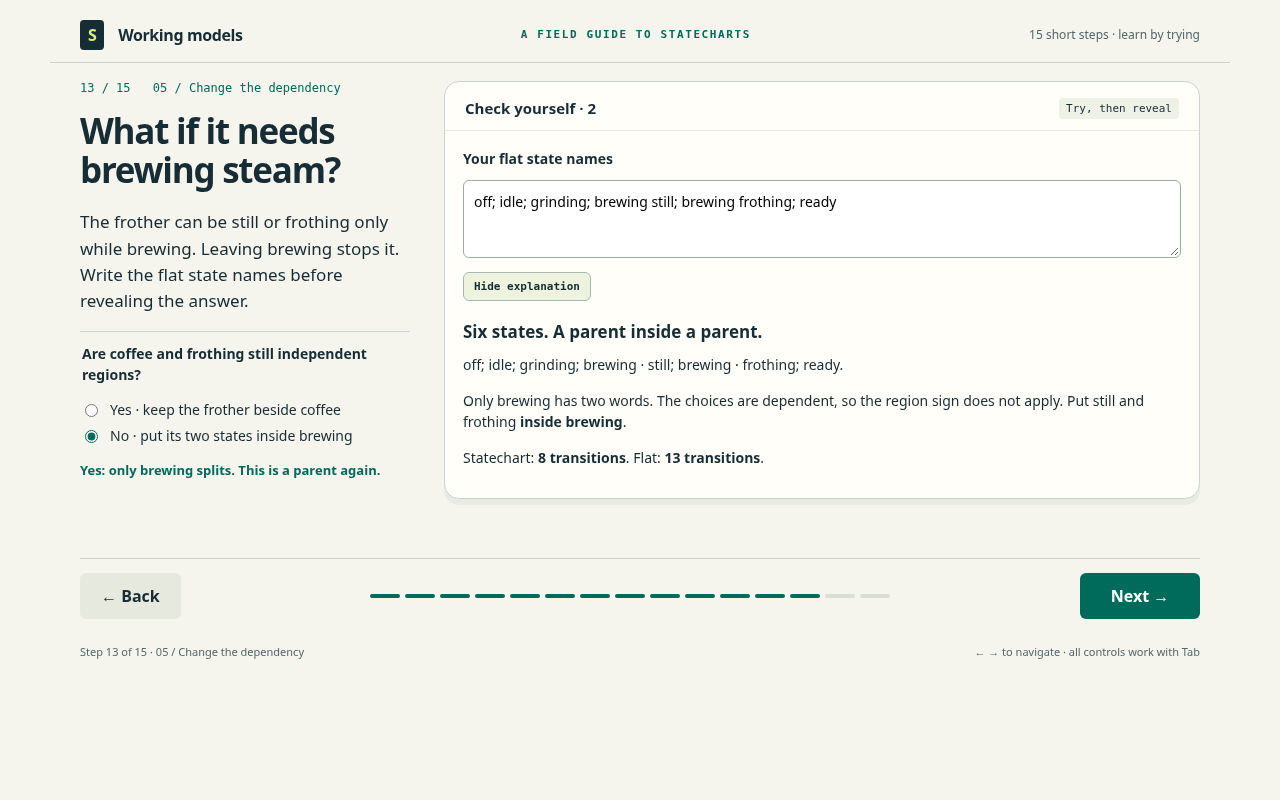 S Working models
A FIELD GUIDE TO STATECHARTS
15 short steps · learn by trying
13 / 15 05 / Change the dependency
What if it needs
brewing steam?
The frother can be still or frothing only
while brewing. Leaving brewing stops it.
Write the flat state names before
revealing the answer.
Are coffee and frothing still independent
regions?
Yes · keep the frother beside coffee
No · put its two states inside brewing
Yes: only brewing splits. This is a parent again.
Check yourself · 2
Try, then reveal
Your flat state names
off; idle; grinding; brewing still; brewing frothing; ready
Hide explanation
Six states. A parent inside a parent.
off; idle; grinding; brewing · still; brewing · frothing; ready.
Only brewing has two words. The choices are dependent, so the region sign does not apply. Put still and
frothing inside brewing.
Statechart: 8 transitions. Flat: 13 transitions.
← Back
Next →
Step 13 of 15 · 05 / Change the dependency
← → to navigate · all controls work with Tab